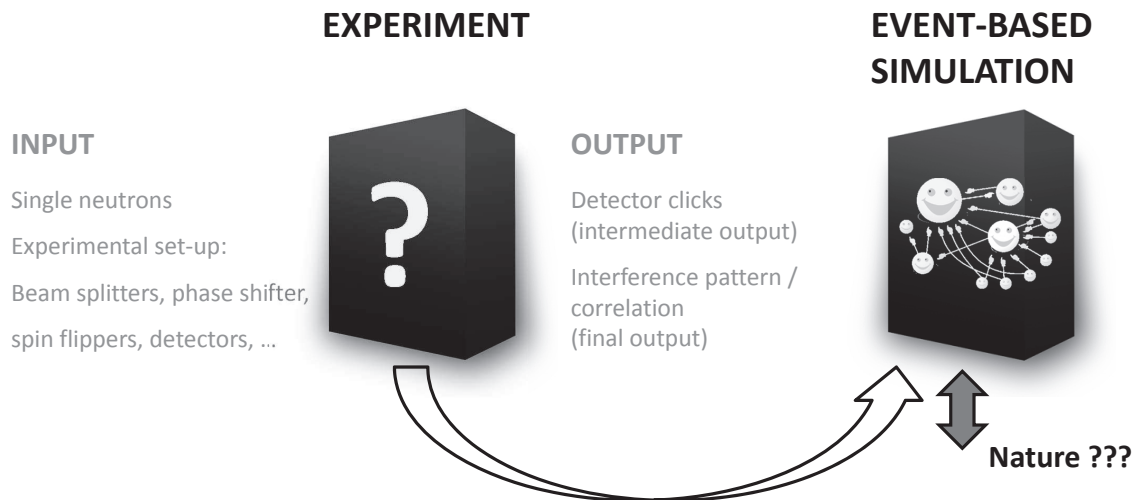 EXPERIMENT
EVENT-BASED
SIMULATION
INPUT
Single neutrons
Experimental set-up:
Beam splitters, phase shifter,
spin flippers, detectors, ...
?
OUTPUT
Detector clicks
(intermediate output)
Interference pattern /
correlation
(final output)
Nature ???